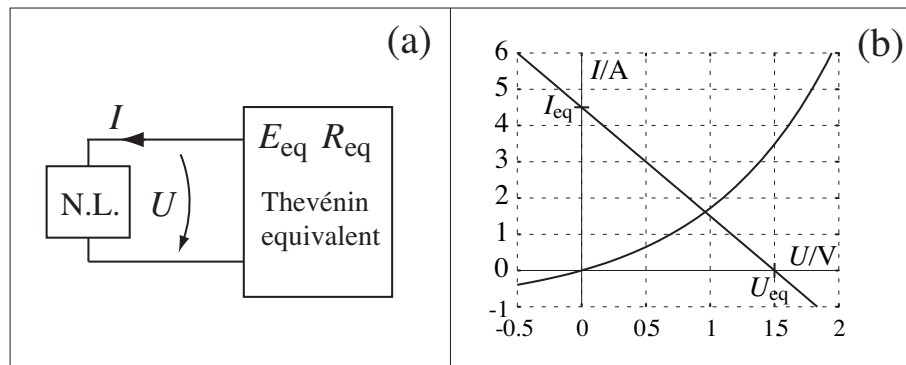 (a)
I
E_eq R_eq
N.L.
U
Thevénin
equivalent
(b)
6
5
4
3
2
1
0
-1
I/A
I_eq
U/V
U_eq
-0.5 0 05 1 15 2